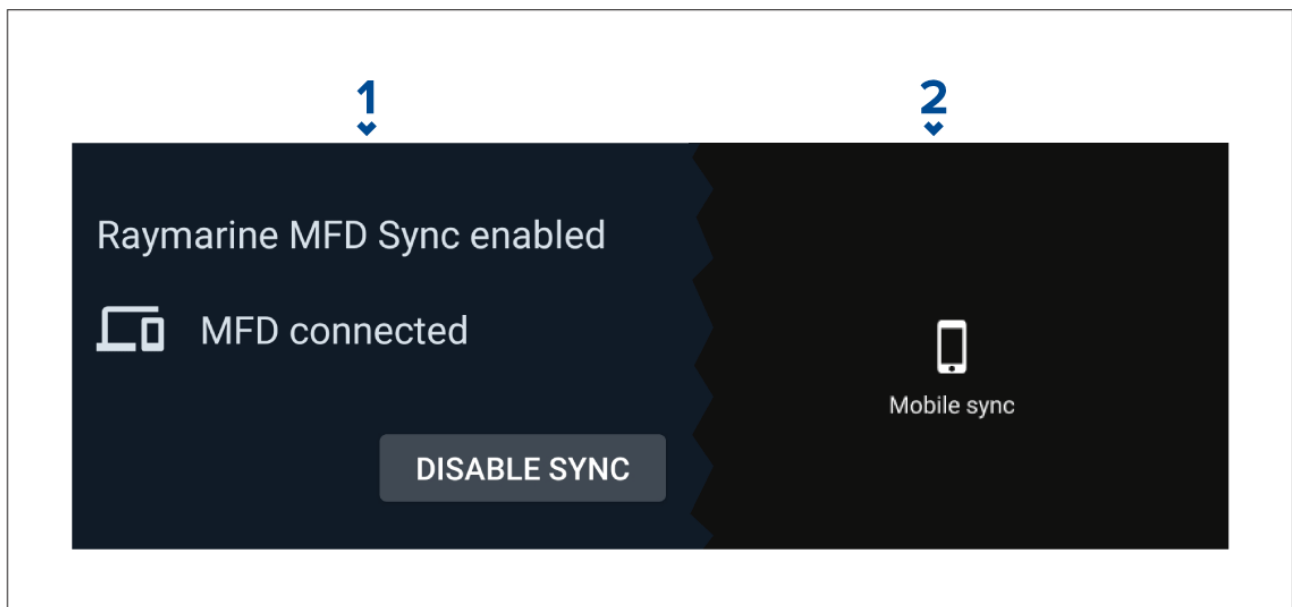 1
2
Raymarine MFD Sync enabled
MFD connected
DISABLE SYNC
Mobile sync